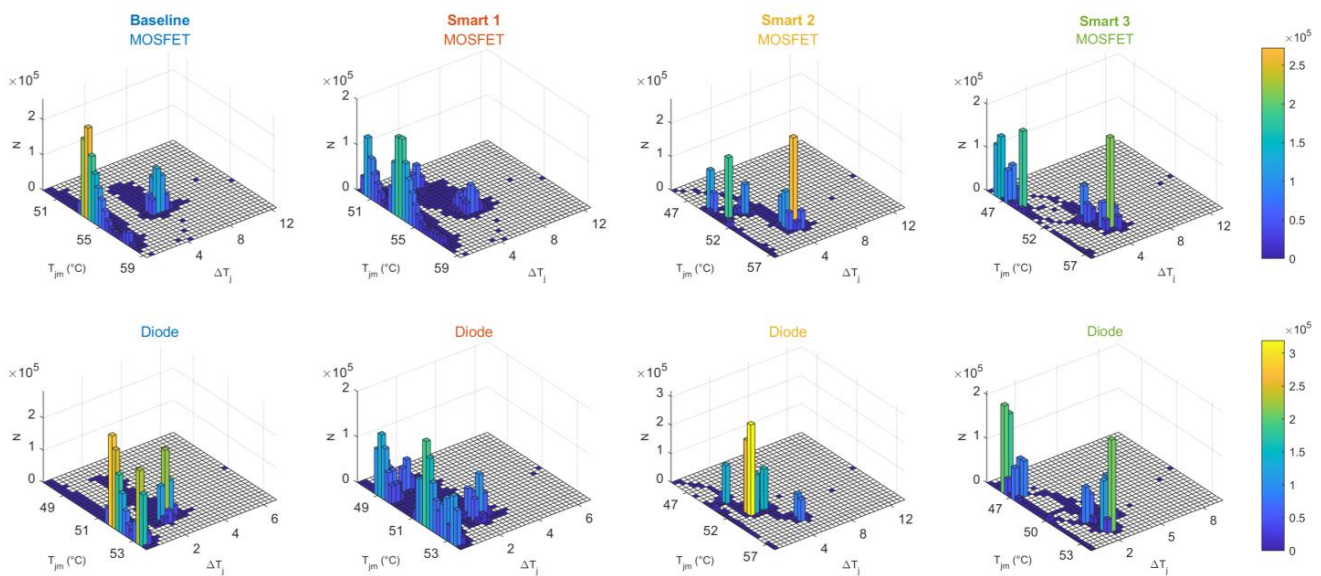 Baseline
MOSFET
×10^5
2
1
0
N
51
55
59
T_jm (°C)
4
8
12
ΔT_j
Smart 1
MOSFET
×10^5
2
1
0
N
51
55
59
T_jm (°C)
4
8
12
ΔT_j
Smart 2
MOSFET
×10^5
2
1
0
N
47
52
57
T_jm (°C)
4
8
12
ΔT_j
Smart 3
MOSFET
×10^5
2
1
0
N
47
52
57
T_jm (°C)
4
8
12
ΔT_j
×10^5
2.5
2
1.5
1
0.5
0
Diode
×10^5
2
1
0
N
49
51
53
T_jm (°C)
2
4
6
ΔT_j
Diode
×10^5
2
1
0
N
49
51
53
T_jm (°C)
2
4
6
ΔT_j
Diode
×10^5
3
2
1
0
N
47
52
57
T_jm (°C)
4
8
12
ΔT_j
Diode
×10^5
2
1
0
N
47
50
53
T_jm (°C)
2
5
8
ΔT_j
×10^5
3
2.5
2
1.5
1
0.5
0